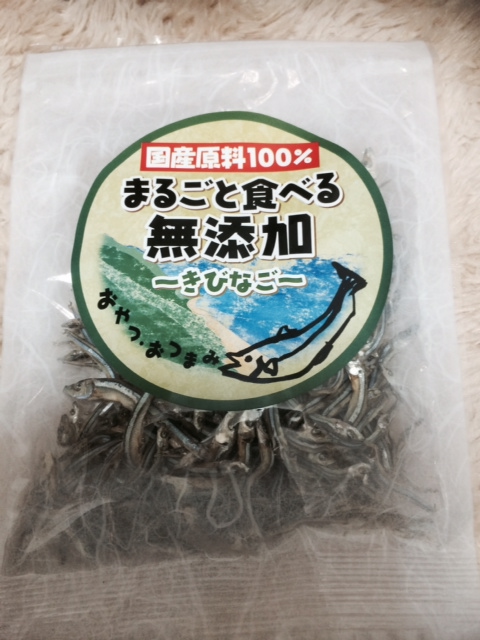 国産原料100%
まるごと食べる
無添加
～きびなご～
おやつ・おつまみ